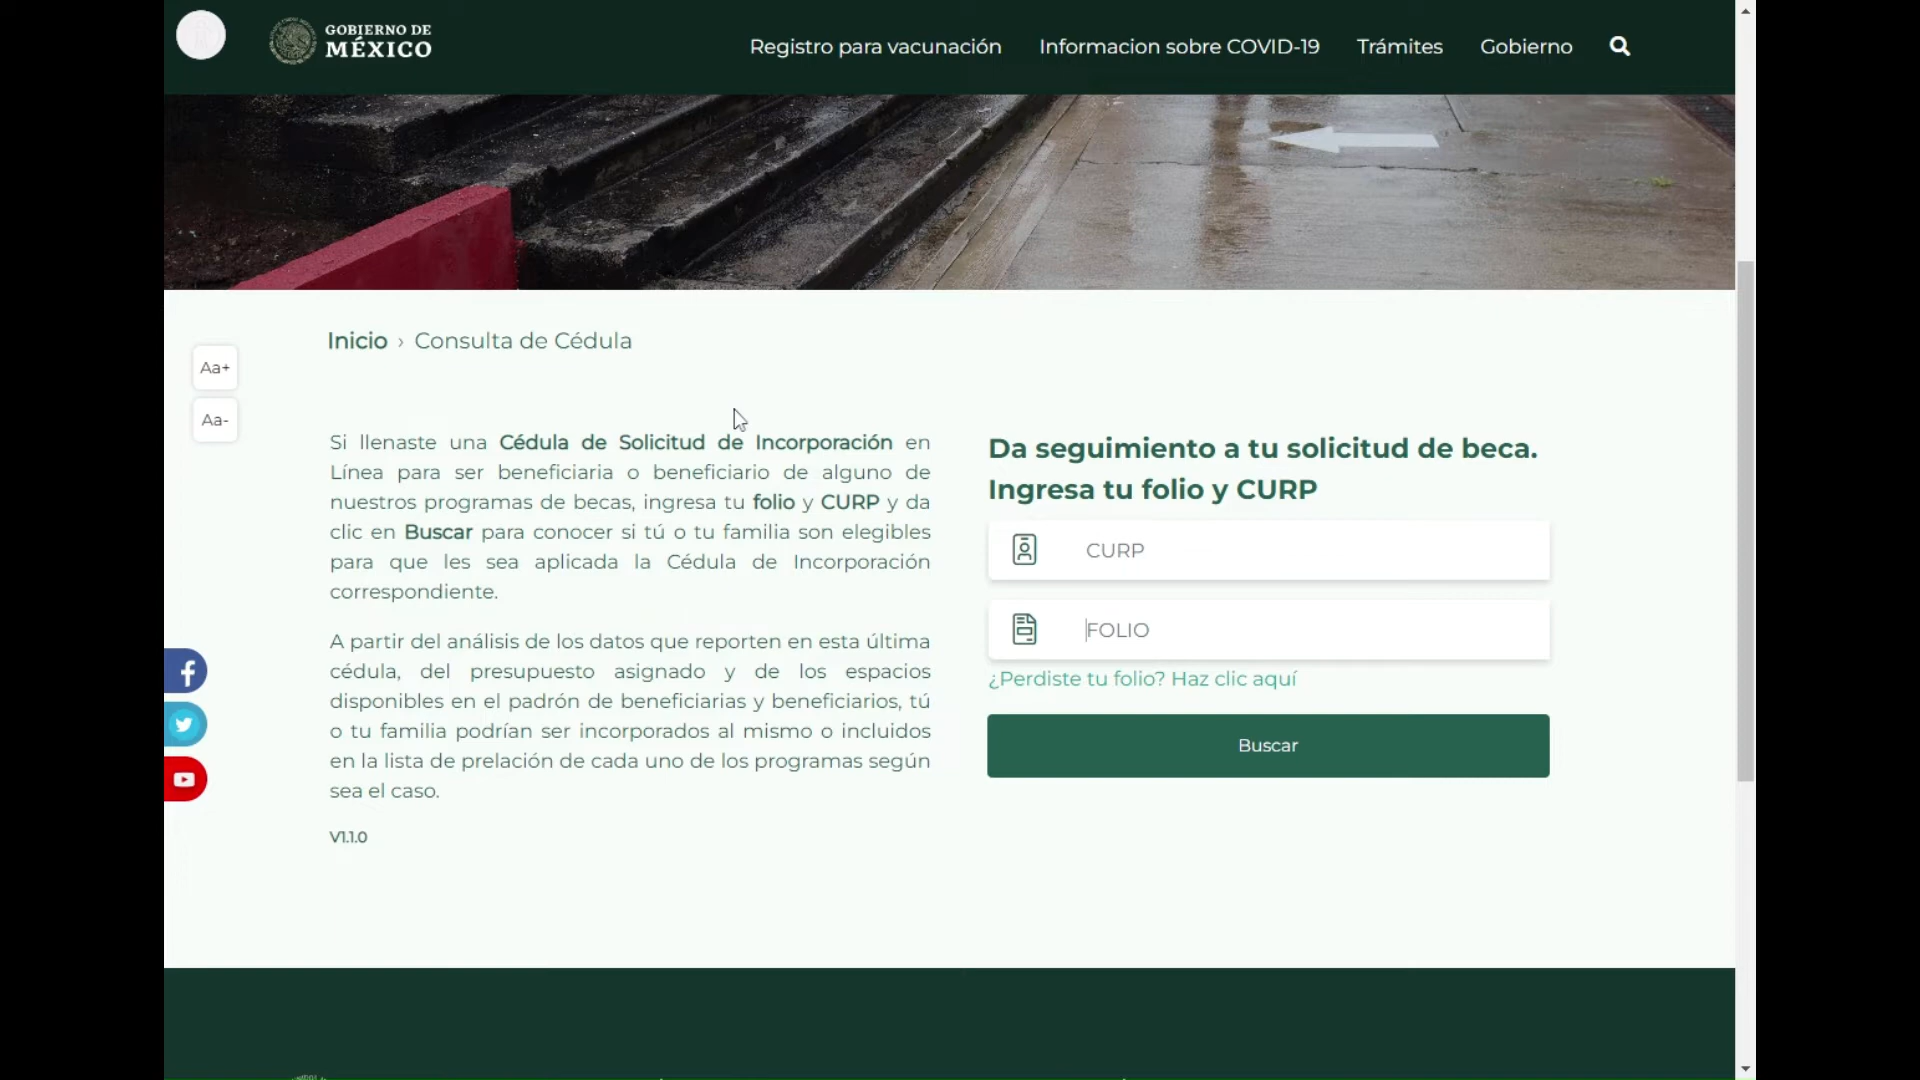 GOBIERNO DE
MÉXICO
Registro para vacunación
Informacion sobre COVID-19
Trámites
Gobierno
Inicio › Consulta de Cédula
Aa+
Aa-
Si llenaste una Cédula de Solicitud de Incorporación en
Línea para ser beneficiaria o beneficiario de alguno de
nuestros programas de becas, ingresa tu folio y CURP y da
clic en Buscar para conocer si tú o tu familia son elegibles
para que les sea aplicada la Cédula de Incorporación
correspondiente.
A partir del análisis de los datos que reporten en esta última
cédula, del presupuesto asignado y de los espacios
disponibles en el padrón de beneficiarias y beneficiarios, tú
o tu familia podrían ser incorporados al mismo o incluidos
en la lista de prelación de cada uno de los programas según
sea el caso.
V1.1.0
Da seguimiento a tu solicitud de beca.
Ingresa tu folio y CURP
CURP
FOLIO
¿Perdiste tu folio? Haz clic aquí
Buscar